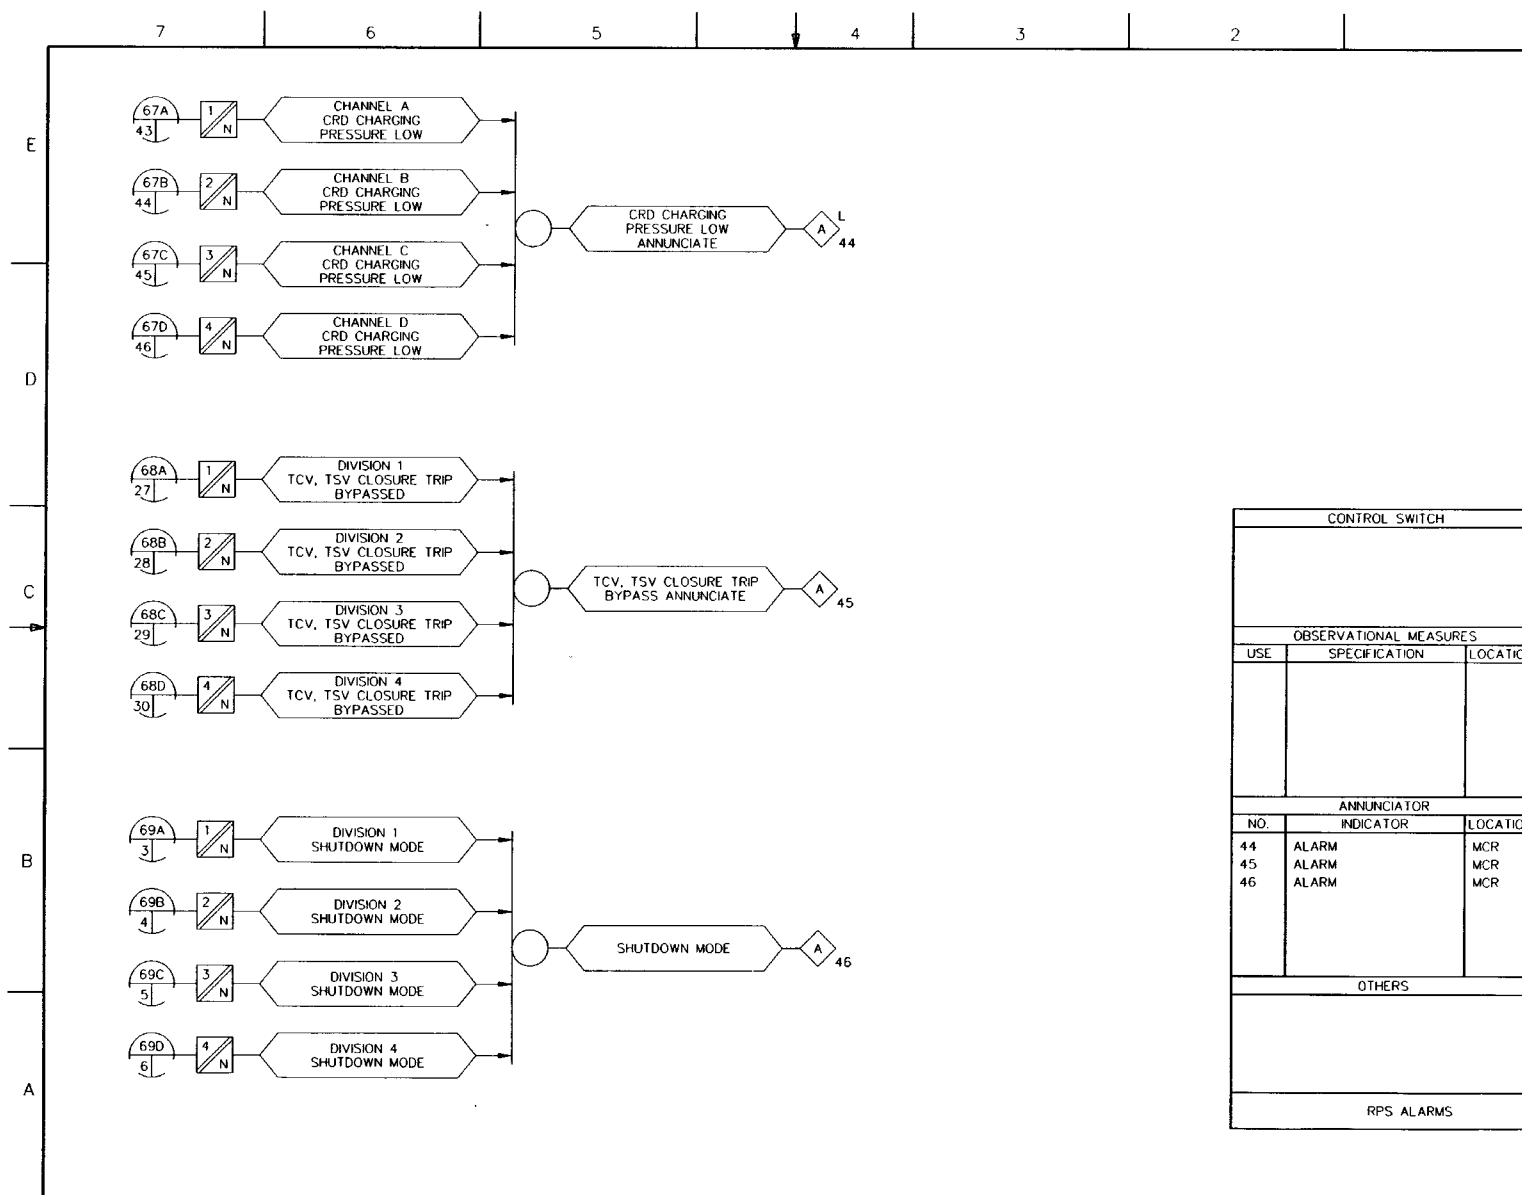 7 6 5 4 3 2
E
D
C
B
A
67A
43
1
N
CHANNEL A
CRD CHARGING
PRESSURE LOW
67B
44
2
N
CHANNEL B
CRD CHARGING
PRESSURE LOW
67C
45
3
N
CHANNEL C
CRD CHARGING
PRESSURE LOW
67D
46
4
N
CHANNEL D
CRD CHARGING
PRESSURE LOW
CRD CHARGING
PRESSURE LOW
ANNUNCIATE
A
L
44
68A
27
1
N
DIVISION 1
TCV, TSV CLOSURE TRIP
BYPASSED
68B
28
2
N
DIVISION 2
TCV, TSV CLOSURE TRIP
BYPASSED
68C
29
3
N
DIVISION 3
TCV, TSV CLOSURE TRIP
BYPASSED
68D
30
4
N
DIVISION 4
TCV, TSV CLOSURE TRIP
BYPASSED
TCV, TSV CLOSURE TRIP
BYPASS ANNUNCIATE
A
45
69A
3
1
N
DIVISION 1
SHUTDOWN MODE
69B
4
2
N
DIVISION 2
SHUTDOWN MODE
69C
5
3
N
DIVISION 3
SHUTDOWN MODE
69D
6
4
N
DIVISION 4
SHUTDOWN MODE
SHUTDOWN MODE
A
46
CONTROL SWITCH
OBSERVATIONAL MEASURES
USE SPECIFICATION LOCATIO
ANNUNCIATOR
NO. INDICATOR LOCATIO
44 ALARM MCR
45 ALARM MCR
46 ALARM MCR
OTHERS
RPS ALARMS